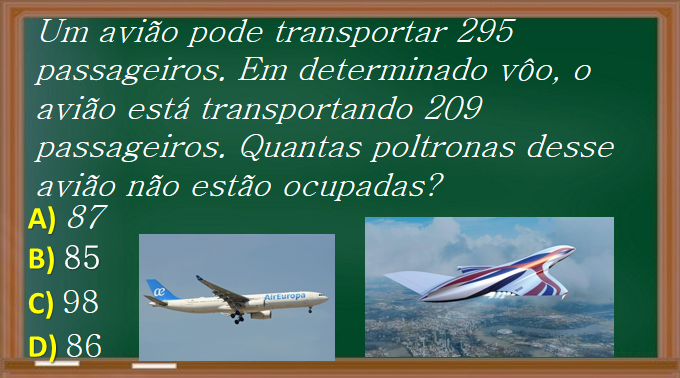 Um avião pode transportar 295
passageiros. Em determinado vôo, o
avião está transportando 209
passageiros. Quantas poltronas desse
avião não estão ocupadas?
A) 87
B) 85
C) 98
D) 86
æ
AirEuropa